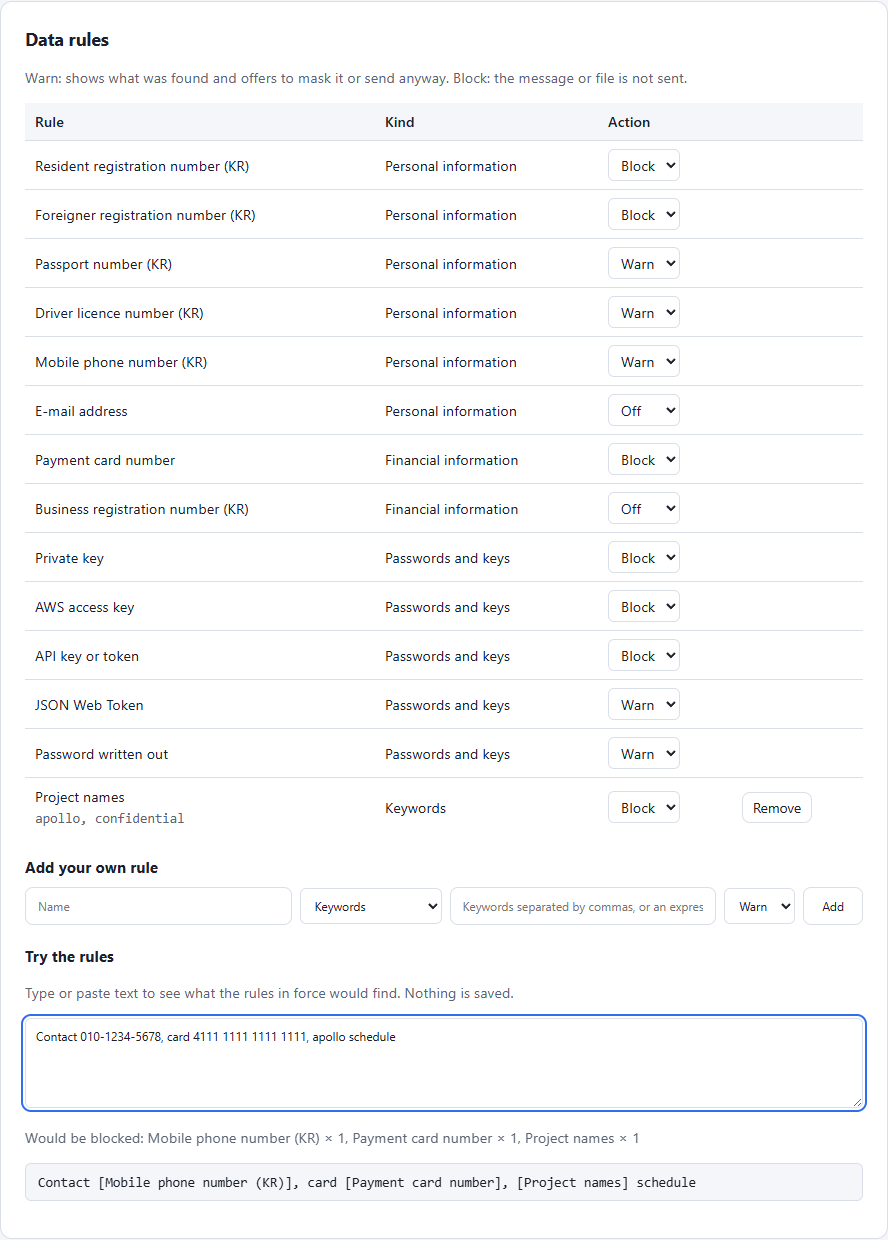 Data rules
Warn: shows what was found and offers to mask it or send anyway. Block: the message or file is not sent.
Rule Kind Action
Resident registration number (KR) Personal information Block
Foreigner registration number (KR) Personal information Block
Passport number (KR) Personal information Warn
Driver licence number (KR) Personal information Warn
Mobile phone number (KR) Personal information Warn
E-mail address Personal information Off
Payment card number Financial information Block
Business registration number (KR) Financial information Off
Private key Passwords and keys Block
AWS access key Passwords and keys Block
API key or token Passwords and keys Block
JSON Web Token Passwords and keys Warn
Password written out Passwords and keys Warn
Project names
apollo, confidential Keywords Block Remove
Add your own rule
Name Keywords Keywords separated by commas, or an expres Warn Add
Try the rules
Type or paste text to see what the rules in force would find. Nothing is saved.
Contact 010-1234-5678, card 4111 1111 1111 1111, apollo schedule
Would be blocked: Mobile phone number (KR) × 1, Payment card number × 1, Project names × 1
Contact [Mobile phone number (KR)], card [Payment card number], [Project names] schedule